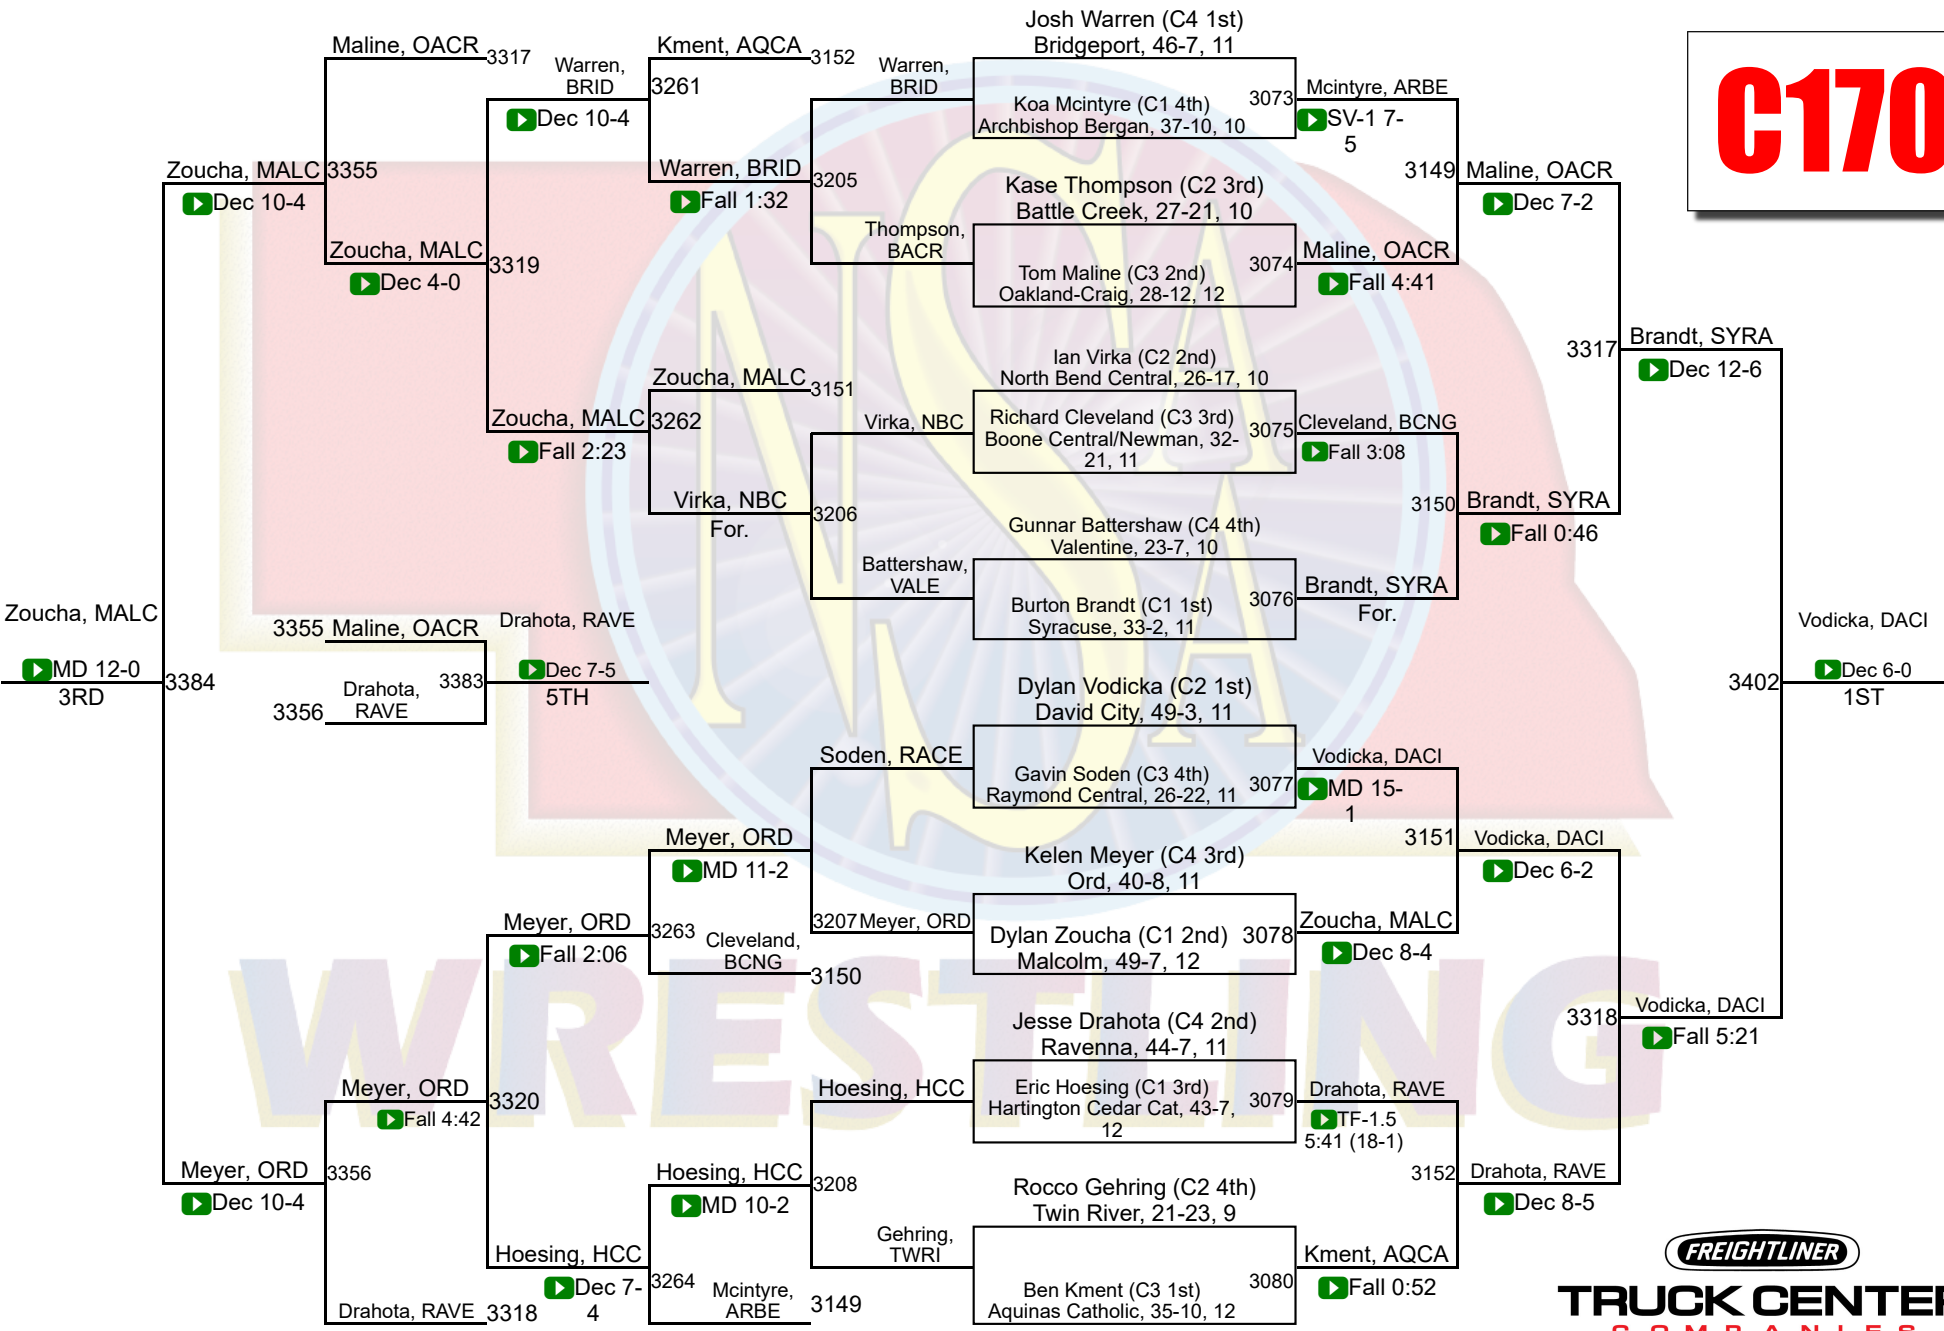 Josh Warren (C4 1st)
Bridgeport, 46-7, 11
Maline, OACR
3317
Warren,
BRID
Kment, AQCA
3152
Warren,
BRID
3261
Dec 10-4
Koa Mcintyre (C1 4th)
Archbishop Bergan, 37-10, 10
3073
Mcintyre, ARBE
SV-1 7-
5
C170
Zoucha, MALC
3355
Dec 10-4
Warren, BRID
3205
Fall 1:32
Kase Thompson (C2 3rd)
Battle Creek, 27-21, 10
3149
Maline, OACR
Dec 7-2
Zoucha, MALC
3319
Dec 4-0
Thompson,
BACR
Tom Maline (C3 2nd)
Oakland-Craig, 28-12, 12
3074
Maline, OACR
Fall 4:41
3317
Brandt, SYRA
Dec 12-6
Ian Virka (C2 2nd)
North Bend Central, 26-17, 10
Zoucha, MALC
3151
Zoucha, MALC
3262
Fall 2:23
Virka, NBC
Richard Cleveland (C3 3rd)
Boone Central/Newman, 32-
21, 11
3075
Cleveland, BCNG
Fall 3:08
Virka, NBC
3206
For.
Gunnar Battershaw (C4 4th)
Valentine, 23-7, 10
3150
Brandt, SYRA
Fall 0:46
Battershaw,
VALE
Burton Brandt (C1 1st)
Syracuse, 33-2, 11
3076
Brandt, SYRA
For.
Zoucha, MALC
MD 12-0
3RD
3384
3355
Maline, OACR
Drahota, RAVE
3383
Dec 7-5
5TH
3356
Drahota,
RAVE
Vodicka, DACI
3402
Dec 6-0
1ST
Dylan Vodicka (C2 1st)
David City, 49-3, 11
Soden, RACE
Gavin Soden (C3 4th)
Raymond Central, 26-22, 11
3077
Vodicka, DACI
MD 15-
1
Meyer, ORD
MD 11-2
Kelen Meyer (C4 3rd)
Ord, 40-8, 11
3151
Vodicka, DACI
Dec 6-2
Meyer, ORD
3263
Fall 2:06
Cleveland,
BCNG
3150
3207
Meyer, ORD
Dylan Zoucha (C1 2nd)
Malcolm, 49-7, 12
3078
Zoucha, MALC
Dec 8-4
NSA
WRESTLING
Jesse Drahota (C4 2nd)
Ravenna, 44-7, 11
3318
Vodicka, DACI
Fall 5:21
Meyer, ORD
3320
Fall 4:42
Hoesing, HCC
Eric Hoesing (C1 3rd)
Hartington Cedar Cat, 43-7,
12
3079
Drahota, RAVE
TF-1.5
5:41 (18-1)
Meyer, ORD
3356
Dec 10-4
Hoesing, HCC
3208
MD 10-2
Rocco Gehring (C2 4th)
Twin River, 21-23, 9
3152
Drahota, RAVE
Dec 8-5
Hoesing, HCC
3264
Dec 7-
4
Gehring,
TWRI
Ben Kment (C3 1st)
Aquinas Catholic, 35-10, 12
3080
Kment, AQCA
Fall 0:52
Drahota, RAVE
3318
Mcintyre,
ARBE
3149
FREIGHTLINER
TRUCK CENTER
COMPANIES